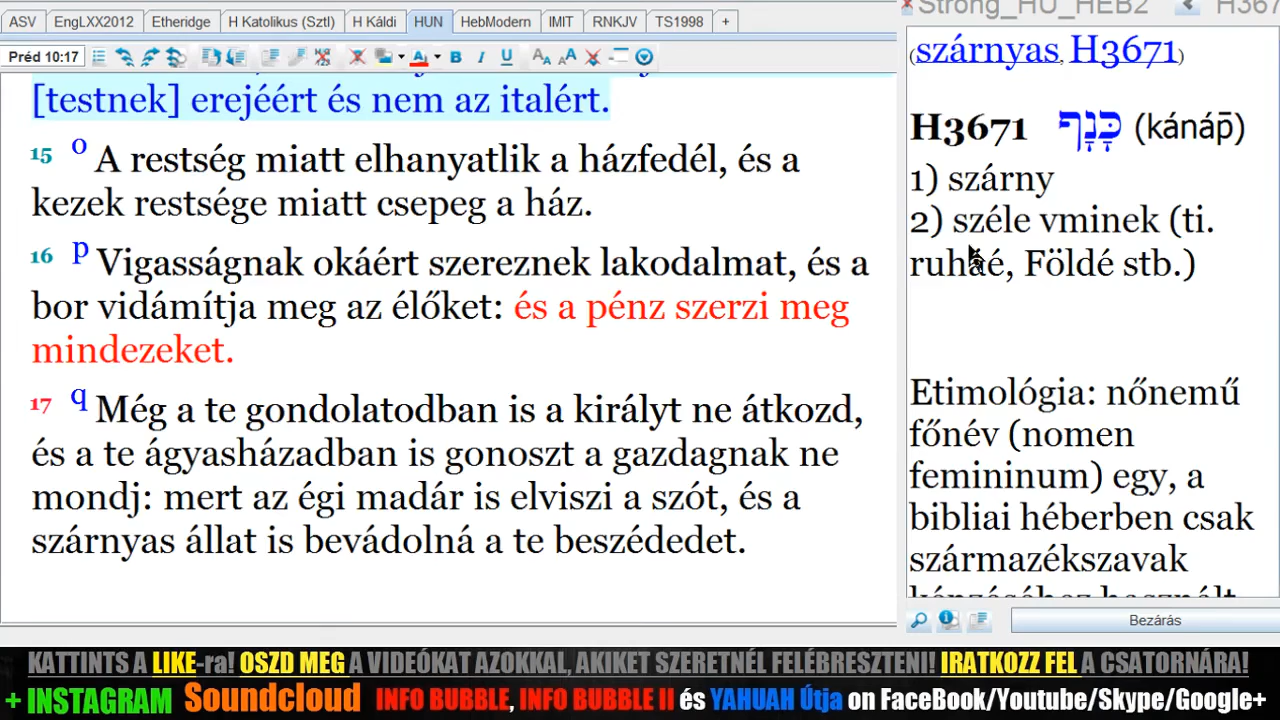 ASV EngLXX2012 Etheridge H Katolikus (Sztl) H Káldi HUN HebModern IMIT RNKJV TS1998 +
Strong_HU_HEB2 H367
Préd 10:17
[testnek] erejéért és nem az italért.
15 o A restség miatt elhanyatlik a házfedél, és a
kezek restsége miatt csepeg a ház.
16 p Vigasságnak okáért szereznek lakodalmat, és a
bor vidámítja meg az élőket: és a pénz szerzi meg
mindezeket.
17 q Még a te gondolatodban is a királyt ne átkozd,
és a te ágyasházadban is gonoszt a gazdagnak ne
mondj: mert az égi madár is elviszi a szót, és a
szárnyas állat is bevádolná a te beszédedet.
(szárnyas, H3671)
H3671 כָּנָף (kánáp̄)
1) szárny
2) széle vminek (ti.
ruháé, Földé stb.)
Etimológia: nőnemű
főnév (nomen
femininum) egy, a
bibliai héberben csak
származékszavak
képzéséhez használt
Bezárás
KATTINTS A LIKE-ra! OSZD MEG A VIDEÓKAT AZOKKAL, AKIKET SZERETNÉL FELÉBRESZTENI! IRATKOZZ FEL A CSATORNÁRA!
+ INSTAGRAM Soundcloud INFO BUBBLE, INFO BUBBLE II és YAHUAH Útja on FaceBook/Youtube/Skype/Google+